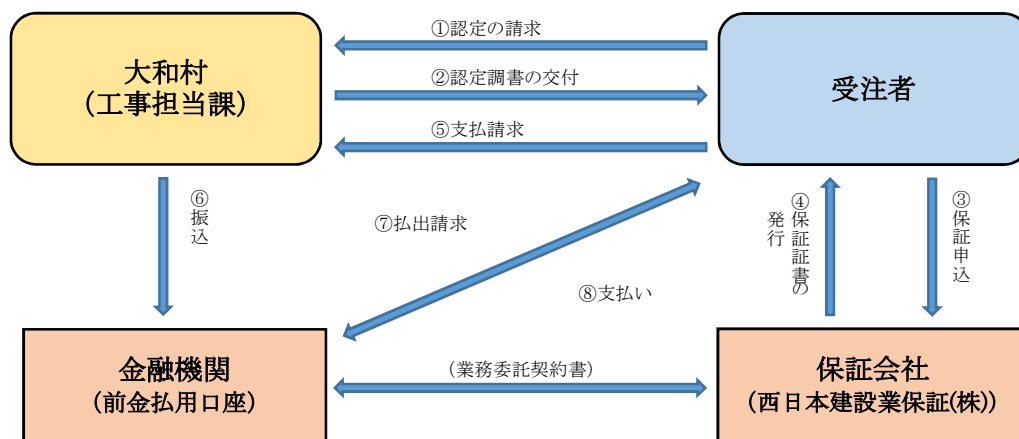 ①認定の請求
大和村
(工事担当課)
②認定調書の交付
受注者
⑤支払請求
⑥振込
⑦払出請求
④保証証書の
発行
③保証申込
⑧支払い
金融機関
(前金払用口座)
(業務委託契約書)
保証会社
(西日本建設業保証(株))